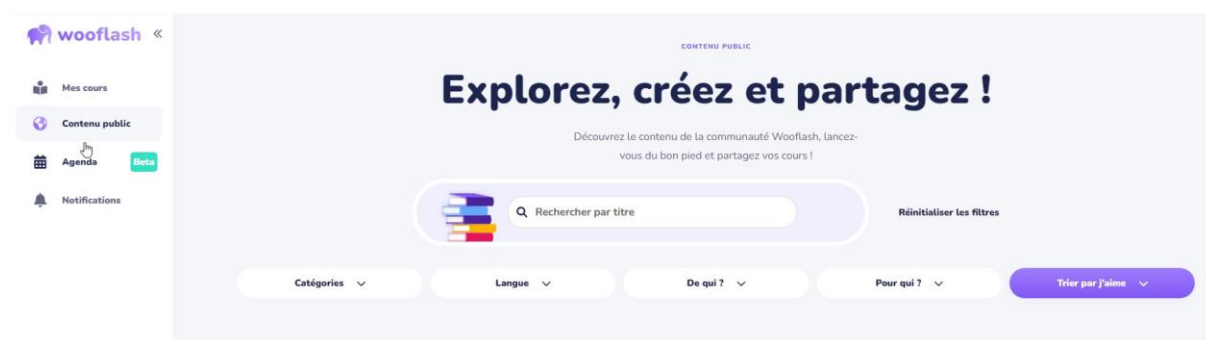 wooflash «
Mes cours
Contenu public
Agenda Beta
Notifications
CONTENU PUBLIC
Explorez, créez et partagez !
Découvrez le contenu de la communauté Wooflash, lancez-
vous du bon pied et partagez vos cours !
Rechercher par titre
Réinitialiser les filtres
Catégories
Langue
De qui ?
Pour qui ?
Trier par j'aime